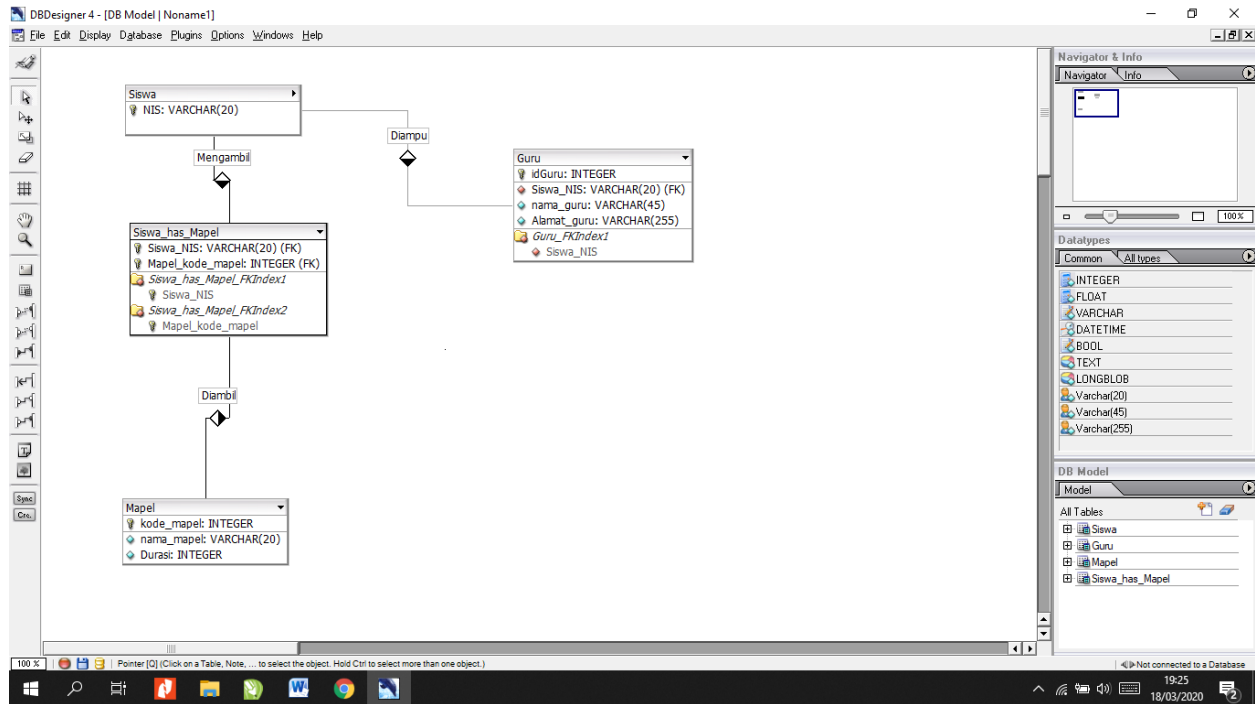 DBDesigner 4 - [DB Model | Noname1]
File Edit Display Database Plugins Options Windows Help
Siswa
NIS: VARCHAR(20)
Mengambil
Diampu
Guru
idGuru: INTEGER
Siswa_NIS: VARCHAR(20) (FK)
nama_guru: VARCHAR(45)
Alamat_guru: VARCHAR(255)
Guru_FKIndex1
Siswa_NIS
Siswa_has_Mapel
Siswa_NIS: VARCHAR(20) (FK)
Mapel_kode_mapel: INTEGER (FK)
Siswa_has_Mapel_FKIndex1
Siswa_NIS
Siswa_has_Mapel_FKIndex2
Mapel_kode_mapel
Diambil
Mapel
kode_mapel: INTEGER
nama_mapel: VARCHAR(20)
Durasi: INTEGER
Sync
Navigator & Info
Navigator Info
100 %
Datatypes
Common All types
INTEGER
FLOAT
VARCHAR
DATETIME
BOOL
TEXT
LONGBLOB
Varchar(20)
Varchar(45)
Varchar(255)
DB Model
Model
All Tables
Siswa
Guru
Mapel
Siswa_has_Mapel
100 % Pointer [Q] (Click on a Table, Note, ... to select the object. Hold Ctrl to select more than one object.) Not connected to a Database
19:25
18/03/2020
2